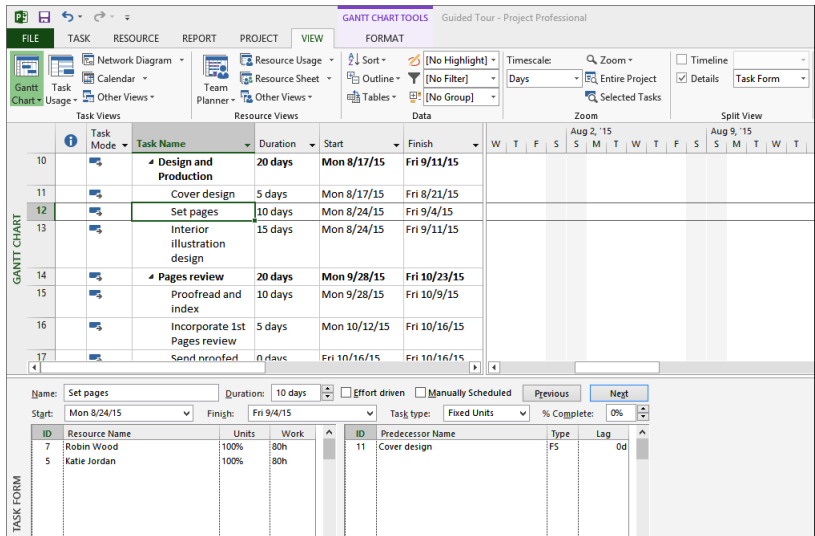 GANTT CHART TOOLS Guided Tour - Project Professional
FILE TASK RESOURCE REPORT PROJECT VIEW FORMAT
Gantt Chart
Task Usage
Network Diagram
Calendar
Other Views
Task Views
Team Planner
Resource Usage
Resource Sheet
Other Views
Resource Views
Sort
Outline
Tables
[No Highlight]
[No Filter]
[No Group]
Data
Timescale:
Days
Zoom
Entire Project
Selected Tasks
Zoom
Timeline
Details Task Form
Split View
Task Mode Task Name Duration Start Finish
Aug 2, '15 Aug 9, '15
W T F S S M T W T F S S M T W T
10 Design and Production 20 days Mon 8/17/15 Fri 9/11/15
11 Cover design 5 days Mon 8/17/15 Fri 8/21/15
12 Set pages 10 days Mon 8/24/15 Fri 9/4/15
13 Interior illustration design 15 days Mon 8/24/15 Fri 9/11/15
14 Pages review 20 days Mon 9/28/15 Fri 10/23/15
15 Proofread and index 10 days Mon 9/28/15 Fri 10/9/15
16 Incorporate 1st Pages review 5 days Mon 10/12/15 Fri 10/16/15
17 Send proofed 0 days Fri 10/16/15 Fri 10/16/15
GANTT CHART
Name: Set pages Duration: 10 days Effort driven Manually Scheduled Previous Next
Start: Mon 8/24/15 Finish: Fri 9/4/15 Task type: Fixed Units % Complete: 0%
ID Resource Name Units Work ID Predecessor Name Type Lag
7 Robin Wood 100% 80h 11 Cover design FS 0d
5 Katie Jordan 100% 80h
TASK FORM